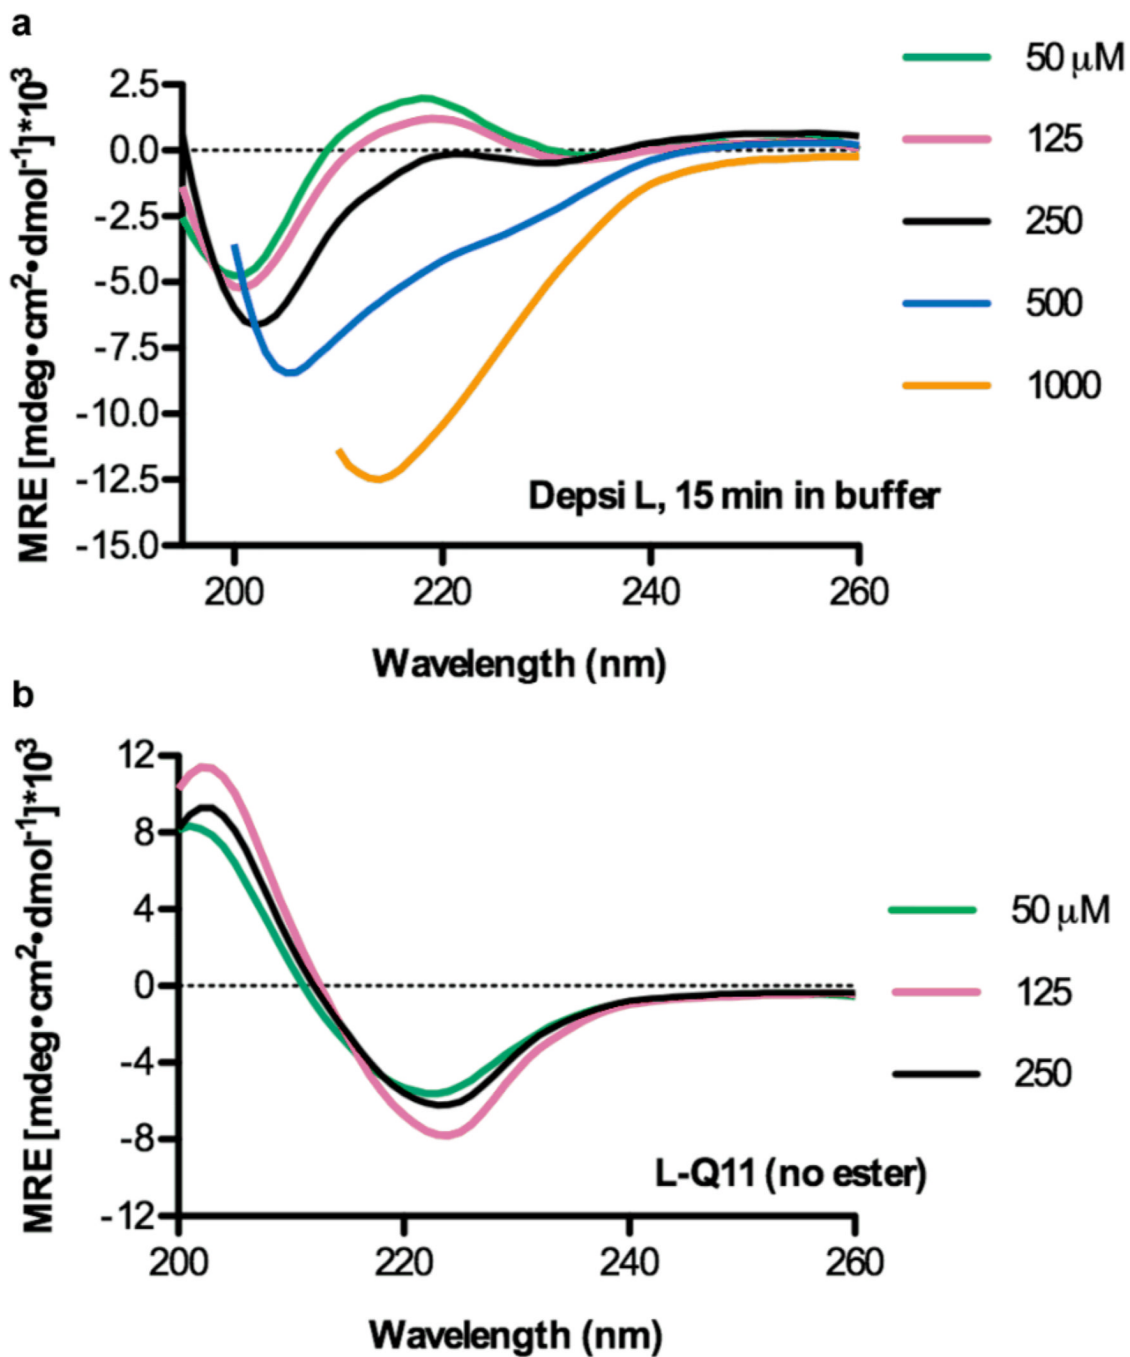 a
MRE [mdeg•cm²•dmol⁻¹]*10³
2.5
0.0
-2.5
-5.0
-7.5
-10.0
-12.5
-15.0
200
220
240
260
Wavelength (nm)
Depsi L, 15 min in buffer
50 μM
125
250
500
1000
b
MRE [mdeg•cm²•dmol⁻¹]*10³
12
8
4
0
-4
-8
-12
200
220
240
260
Wavelength (nm)
L-Q11 (no ester)
50 μM
125
250